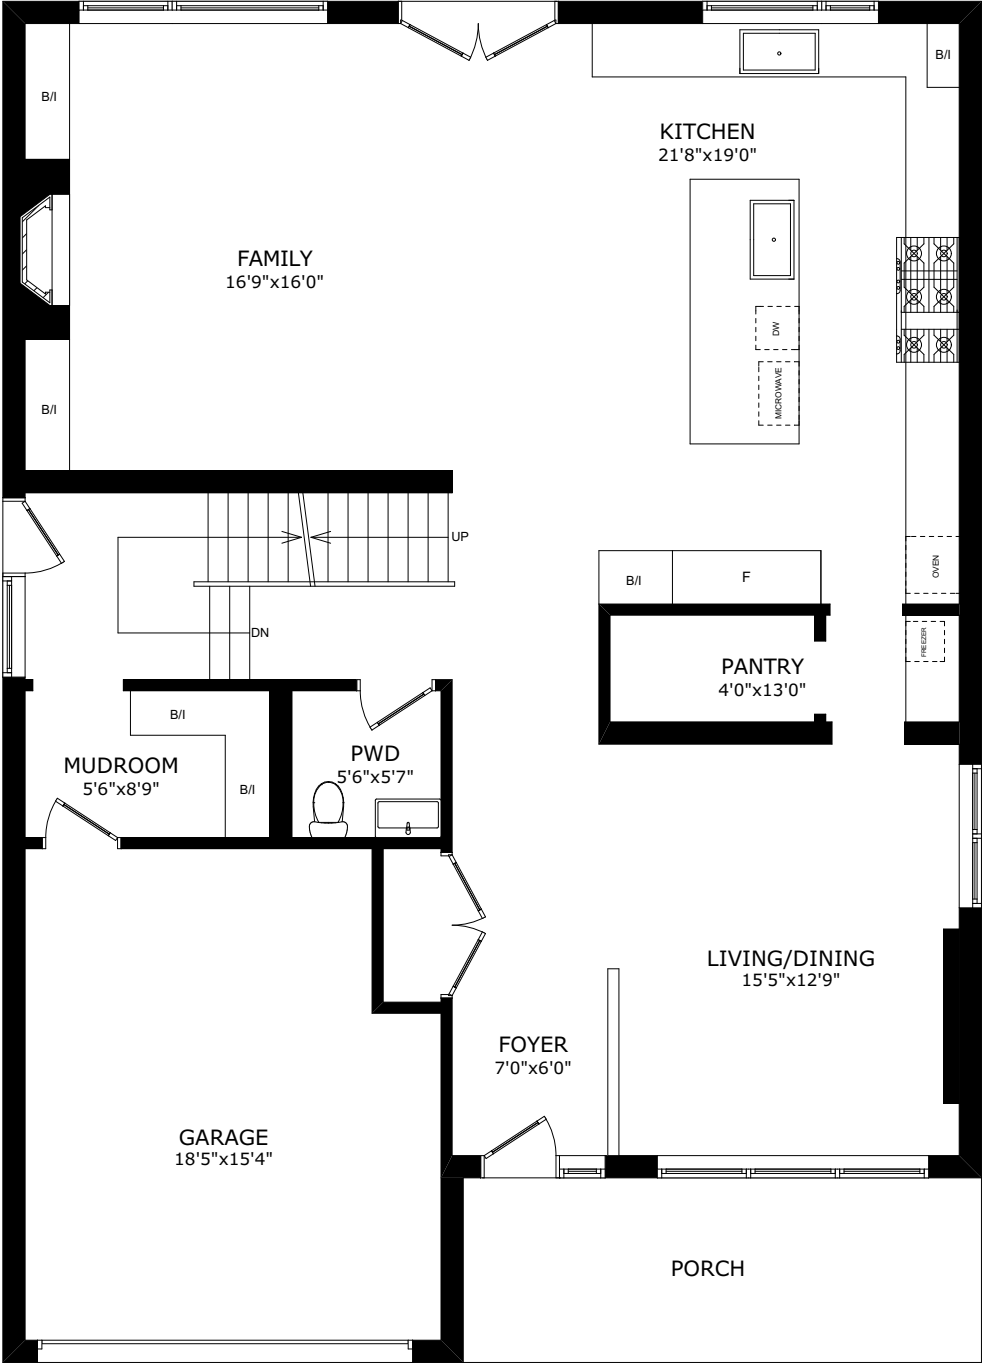 B/I
B/I
KITCHEN
21'8"x19'0"
FAMILY
16'9"x16'0"
DW
MICROWAVE
B/I
UP
OVEN
B/I
F
DN
FREEZER
PANTRY
4'0"x13'0"
B/I
MUDROOM
5'6"x8'9"
B/I
PWD
5'6"x5'7"
LIVING/DINING
15'5"x12'9"
FOYER
7'0"x6'0"
GARAGE
18'5"x15'4"
PORCH